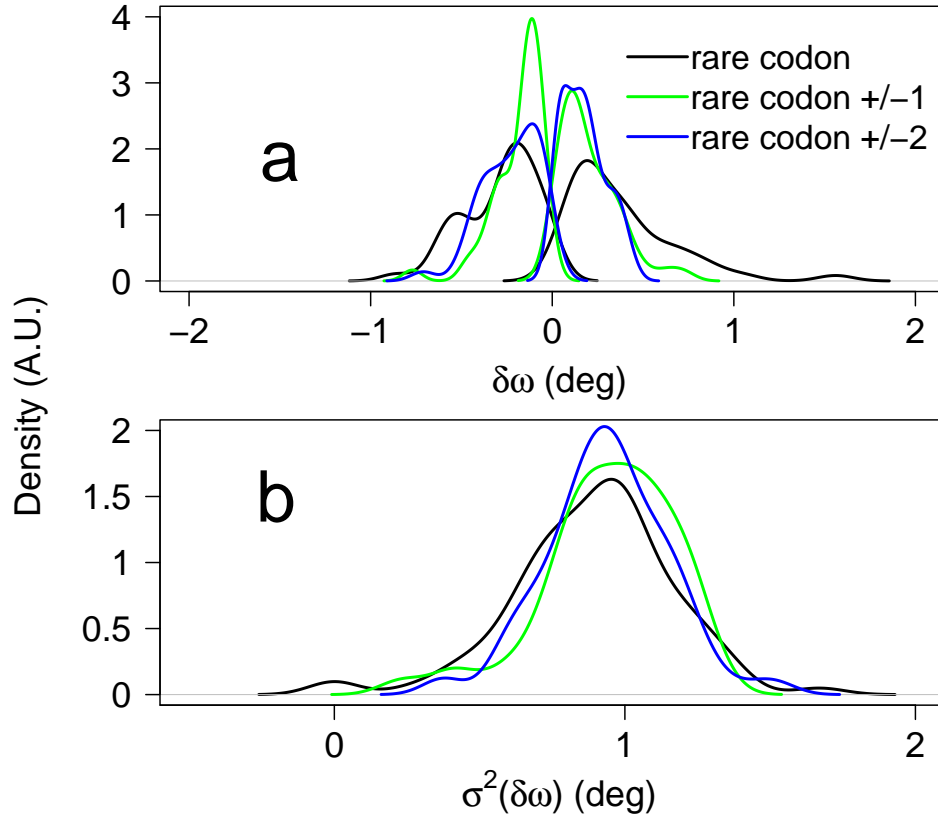 4
3
2
1
0
a
rare codon
rare codon +/−1
rare codon +/−2
−2 −1 0 1 2
δω (deg)
Density (A.U.)
2
1.5
1
0.5
0
b
0 1 2
σ²(δω) (deg)